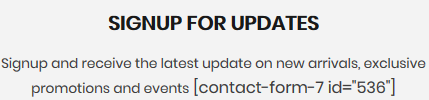 SIGNUP FOR UPDATES
Signup and receive the latest update on new arrivals, exclusive
promotions and events [contact-form-7 id="536"]